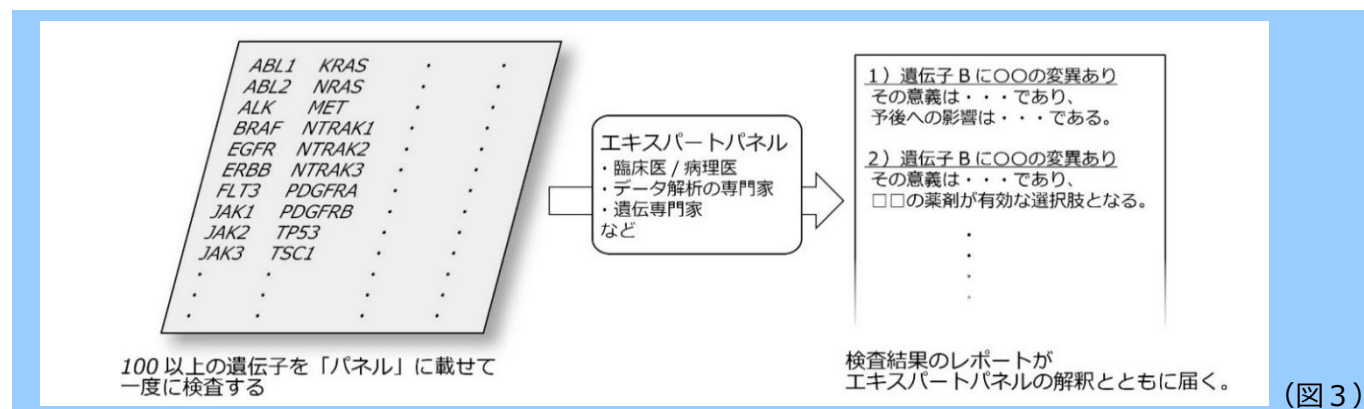 ABL1 KRAS ・ ・
ABL2 NRAS ・ ・
ALK MET ・ ・
BRAF NTRAK1 ・ ・
EGFR NTRAK2 ・ ・
ERBB NTRAK3 ・ ・
FLT3 PDGFRA ・ ・
JAK1 PDGFRB ・ ・
JAK2 TP53 ・ ・
JAK3 TSC1 ・ ・
・ ・ ・ ・
・ ・ ・ ・
・ ・ ・ ・
100 以上の遺伝子を「パネル」に載せて
一度に検査する
エキスパートパネル
・臨床医 / 病理医
・データ解析の専門家
・遺伝専門家
など
1）遺伝子 B に〇〇の変異あり
その意義は・・・であり、
予後への影響は・・・である。
2）遺伝子 B に〇〇の変異あり
その意義は・・・であり、
□□の薬剤が有効な選択肢となる。
・
・
・
・
検査結果のレポートが
エキスパートパネルの解釈とともに届く。
（図３）